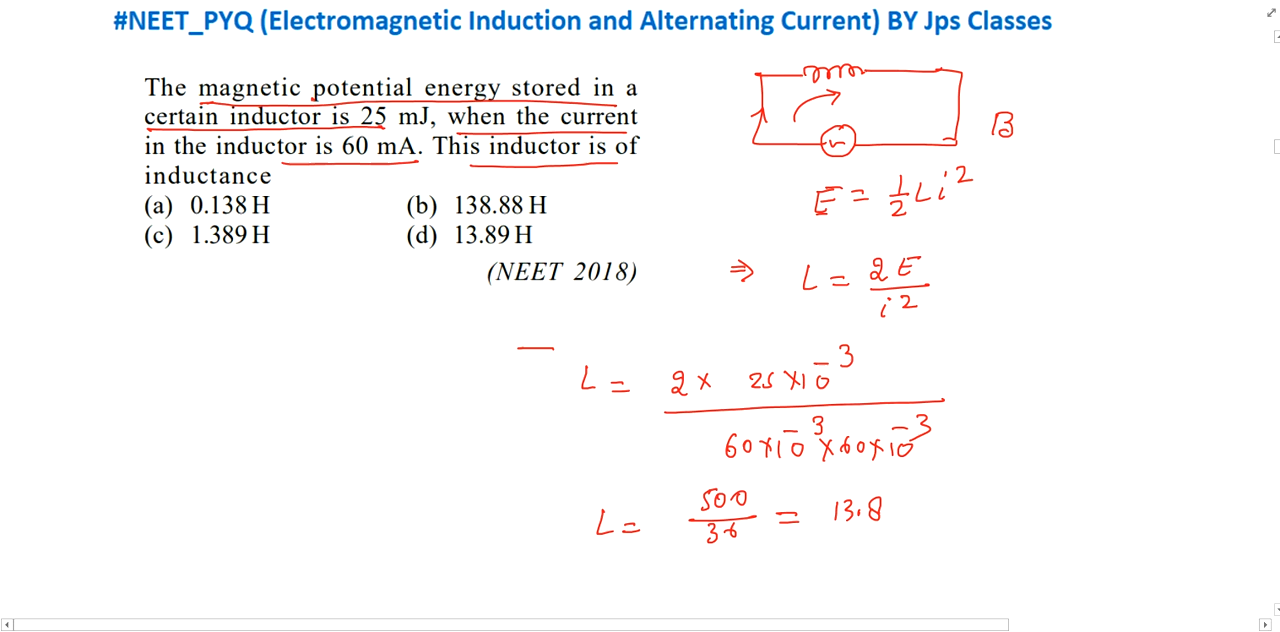 #NEET_PYQ (Electromagnetic Induction and Alternating Current) BY Jps Classes
The magnetic potential energy stored in a
certain inductor is 25 mJ, when the current
in the inductor is 60 mA. This inductor is of
inductance
(a) 0.138 H (b) 138.88 H
(c) 1.389 H (d) 13.89 H
(NEET 2018)
B
E = 1/2 Li²
⇒ L = 2E/i²
L = 2 × 25×10⁻³ / 60×10⁻³×60×10⁻³
L = 500/36 = 13.8